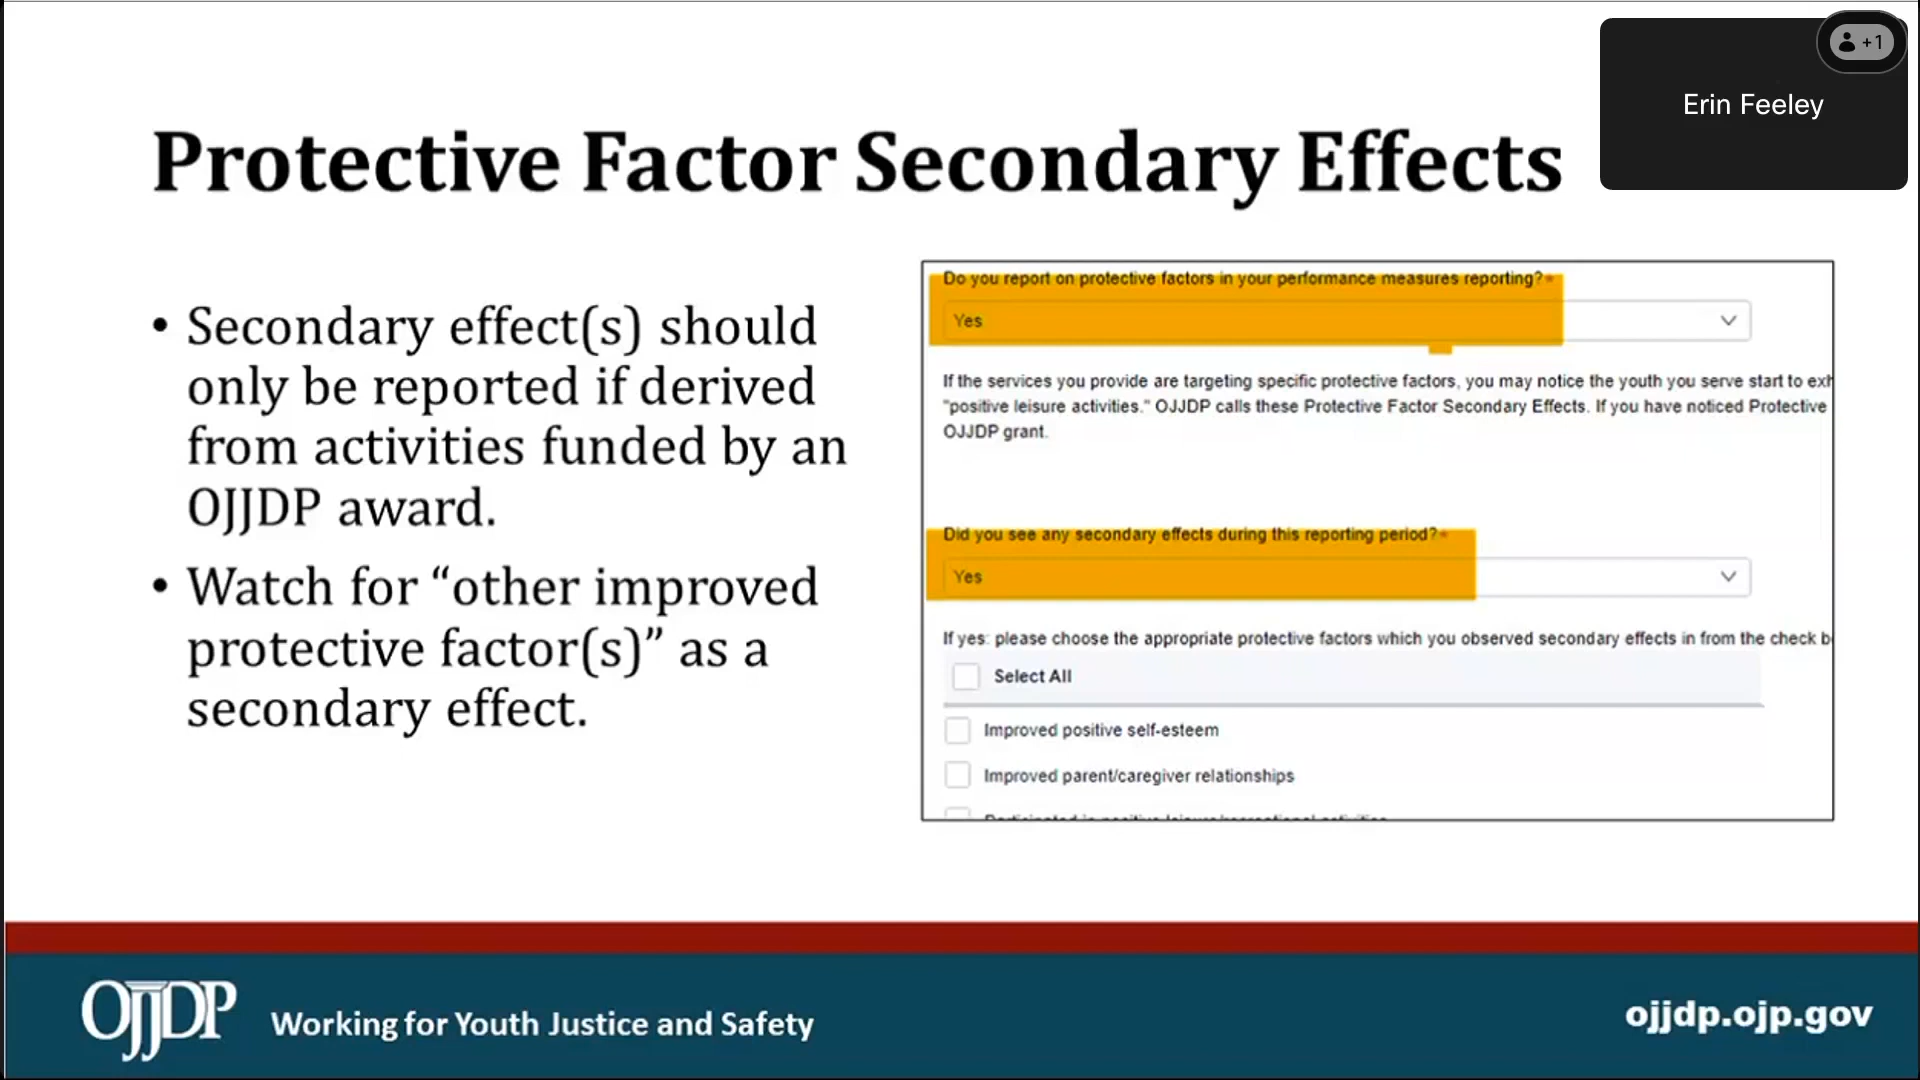 +1
Erin Feeley
Protective Factor Secondary Effects
• Secondary effect(s) should
only be reported if derived
from activities funded by an
OJJDP award.
• Watch for “other improved
protective factor(s)” as a
secondary effect.
Do you report on protective factors in your performance measures reporting?*
Yes
If the services you provide are targeting specific protective factors, you may notice the youth you serve start to exh
"positive leisure activities." OJJDP calls these Protective Factor Secondary Effects. If you have noticed Protective
OJJDP grant.
Did you see any secondary effects during this reporting period?*
Yes
If yes: please choose the appropriate protective factors which you observed secondary effects in from the check b
Select All
Improved positive self-esteem
Improved parent/caregiver relationships
Participated in positive leisure/recreational activities
OJJDP Working for Youth Justice and Safety
ojjdp.ojp.gov